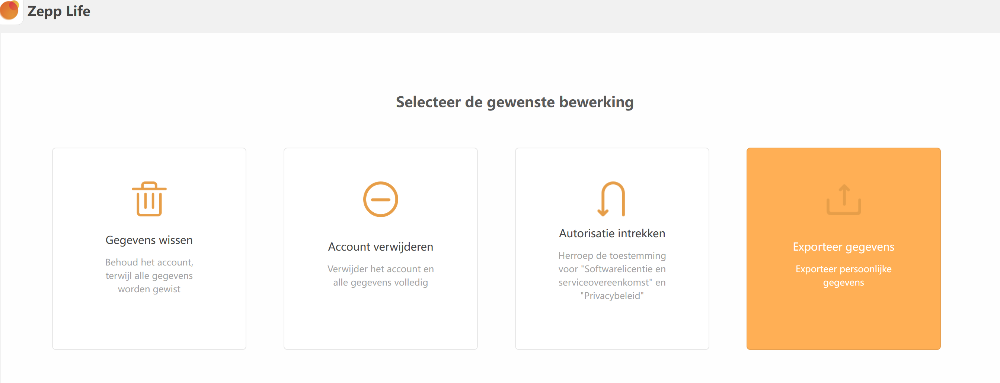 Zepp Life
Selecteer de gewenste bewerking
Gegevens wissen
Behoud het account,
terwijl alle gegevens
worden gewist
Account verwijderen
Verwijder het account en
alle gegevens volledig
Autorisatie intrekken
Herroep de toestemming
voor "Softwarelicentie en
serviceovereenkomst" en
"Privacybeleid"
Exporteer gegevens
Exporteer persoonlijke
gegevens